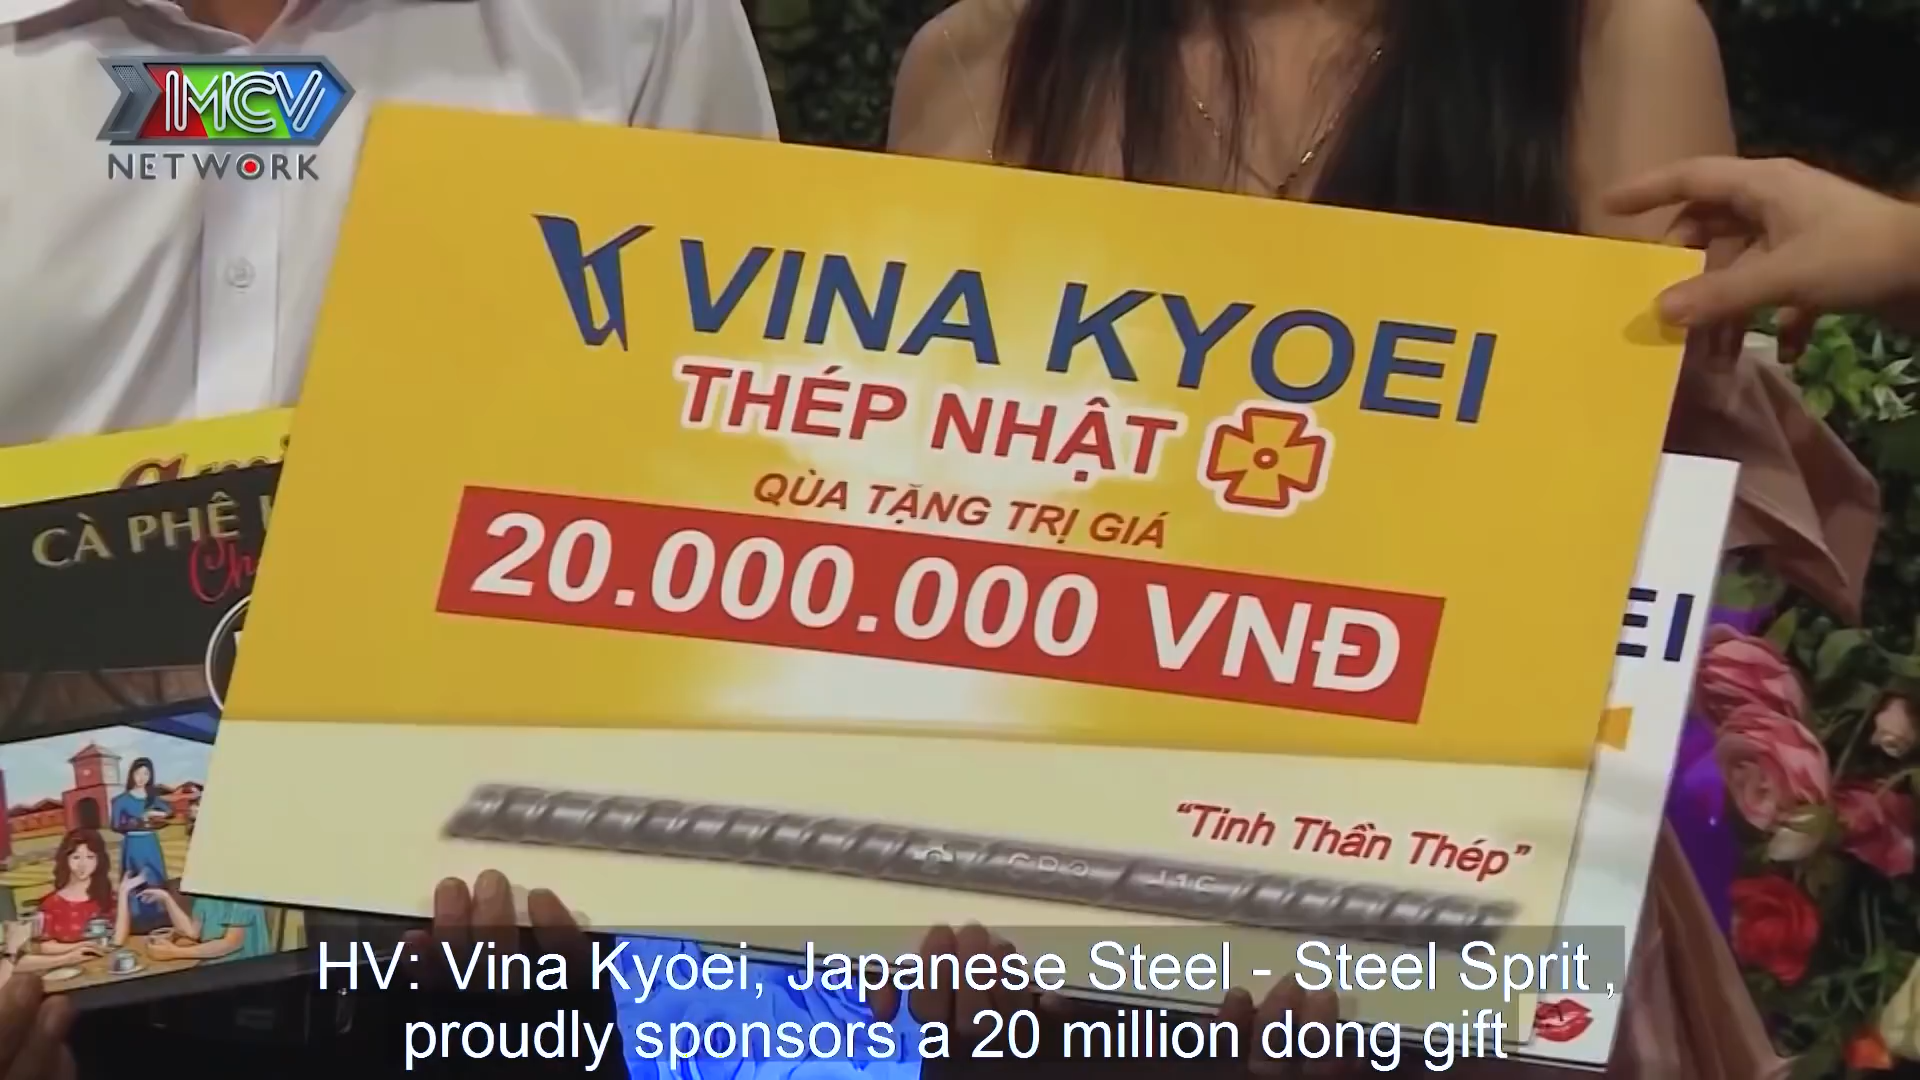 MCV
NETWORK
VINA KYOEI
THÉP NHẬT
QÙA TẶNG TRỊ GIÁ
20.000.000 VNĐ
"Tinh Thần Thép"
CÀ PHÊ
EI
HV: Vina Kyoei, Japanese Steel - Steel Sprit ,
proudly sponsors a 20 million dong gift